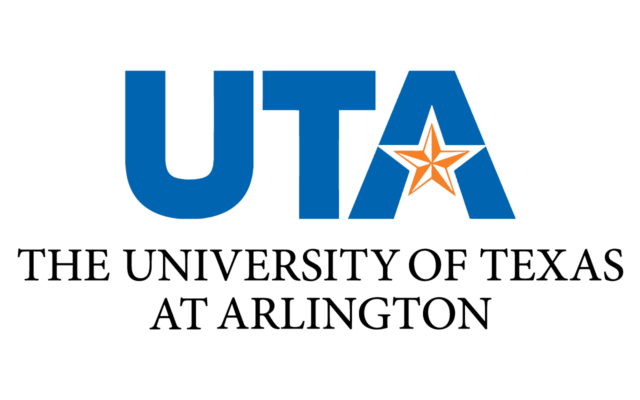 UTA
THE UNIVERSITY OF TEXAS
AT ARLINGTON